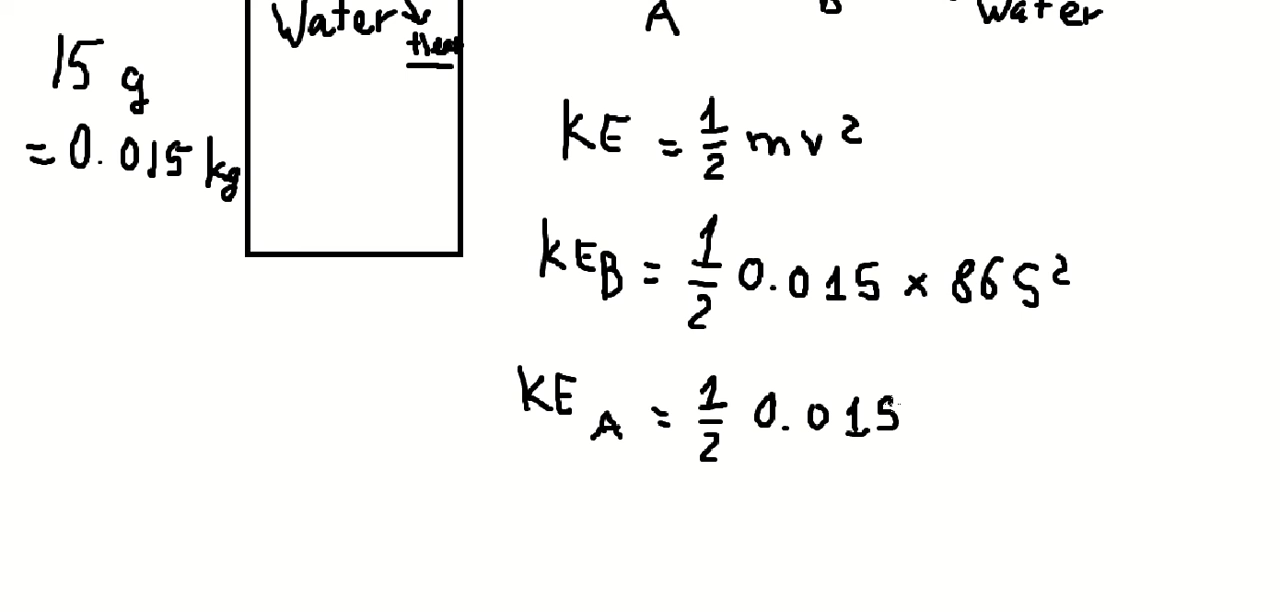 Water
A B Water
15 g
= 0.015 kg
KE = 1/2 mv²
KE_B = 1/2 0.015 × 865²
KE_A = 1/2 0.015